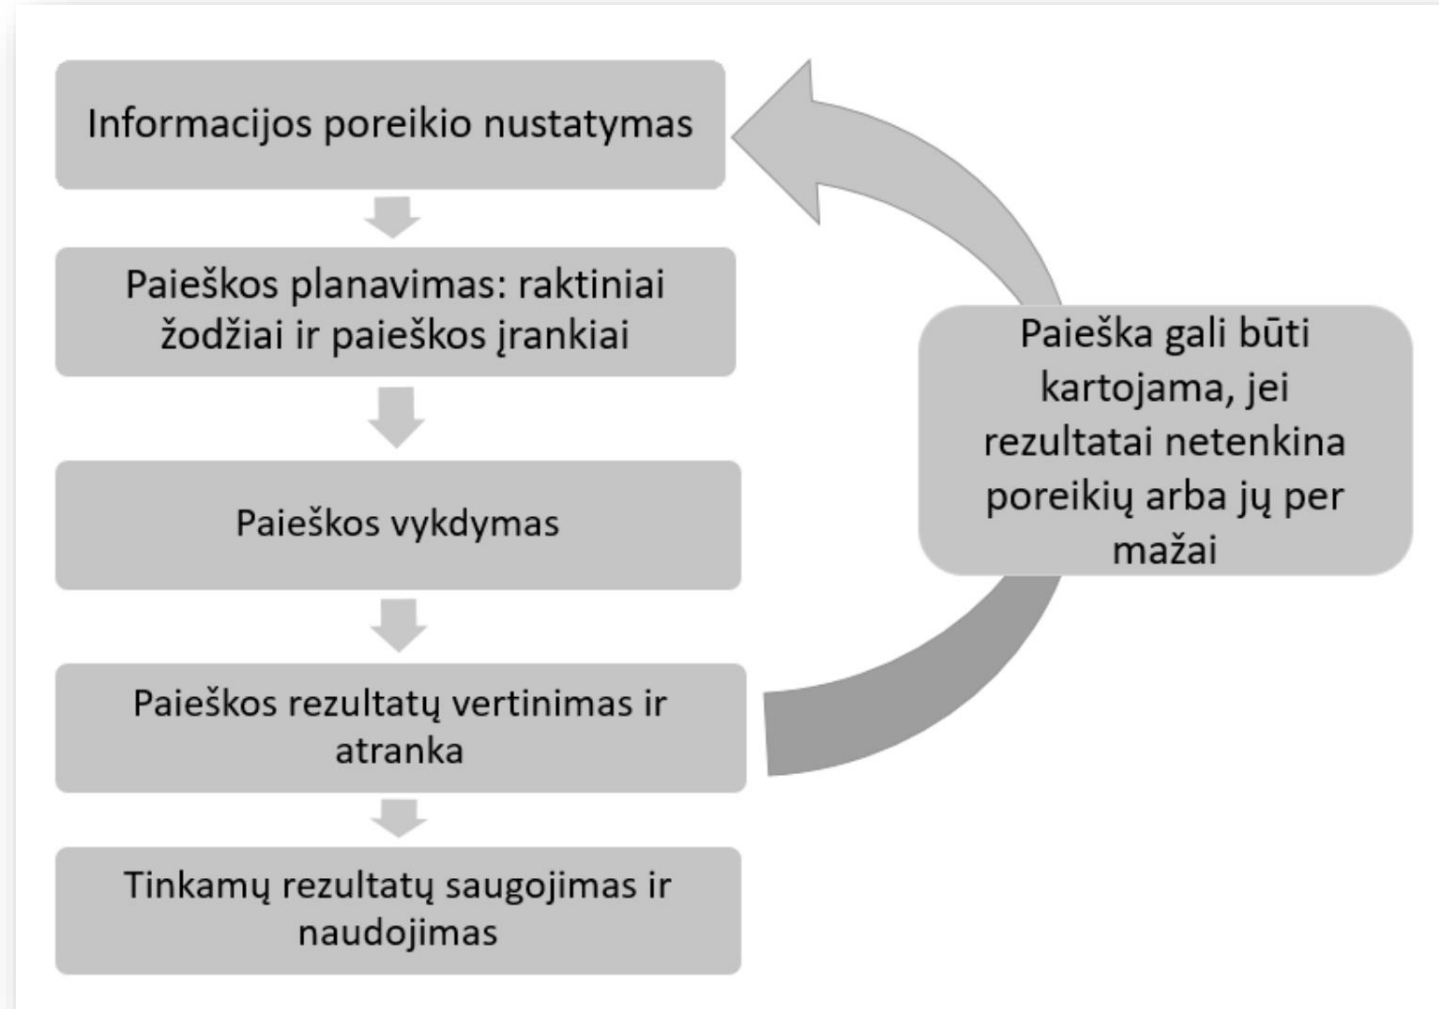 Informacijos poreikio nustatymas
Paieškos planavimas: raktiniai
žodžiai ir paieškos įrankiai
Paieškos vykdymas
Paieškos rezultatų vertinimas ir
atranka
Tinkamų rezultatų saugojimas ir
naudojimas
Paieška gali būti
kartojama, jei
rezultatai netenkina
poreikių arba jų per
mažai